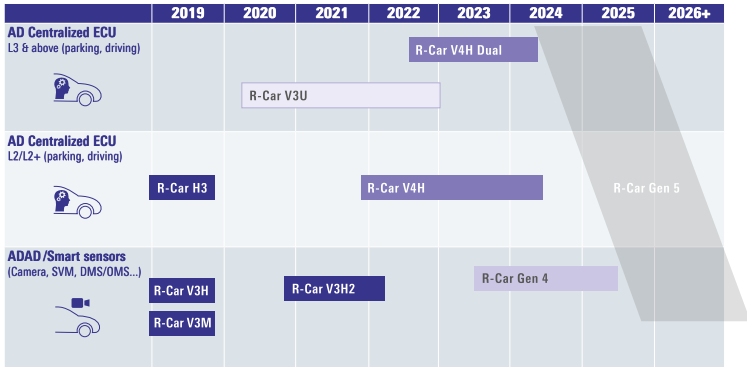 2019 2020 2021 2022 2023 2024 2025 2026+
AD Centralized ECU
L3 & above (parking, driving)
R-Car V4H Dual
R-Car V3U
AD Centralized ECU
L2/L2+ (parking, driving)
R-Car H3
R-Car V4H
R-Car Gen 5
ADAD/Smart sensors
(Camera, SVM, DMS/OMS...)
R-Car V3H
R-Car V3H2
R-Car Gen 4
R-Car V3M